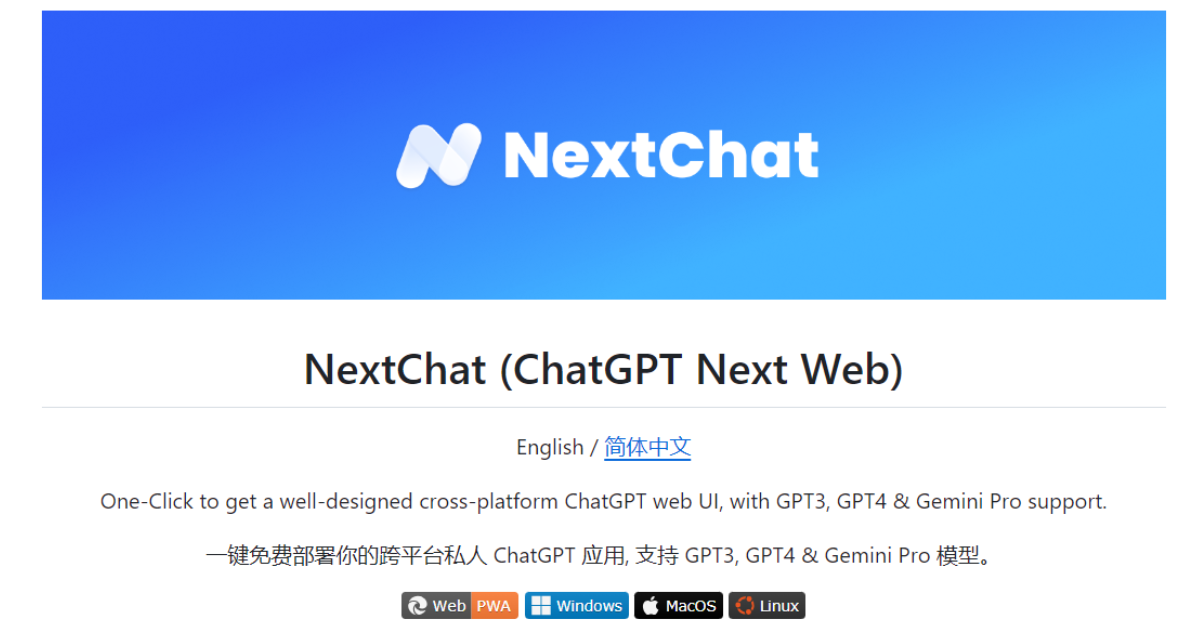 NextChat
NextChat (ChatGPT Next Web)
English / 简体中文
One-Click to get a well-designed cross-platform ChatGPT web UI, with GPT3, GPT4 & Gemini Pro support.
一键免费部署你的跨平台私人 ChatGPT 应用, 支持 GPT3, GPT4 & Gemini Pro 模型。
Web PWA Windows MacOS Linux